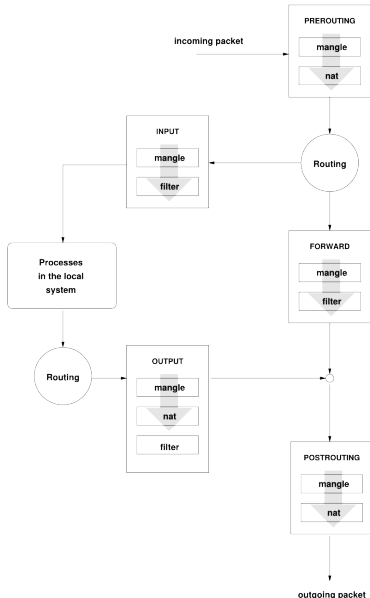 PREROUTING
incoming packet
mangle
nat
INPUT
mangle
filter
Routing
Processes
in the local
system
FORWARD
mangle
filter
Routing
OUTPUT
mangle
nat
filter
POSTROUTING
mangle
nat
outgoing packet